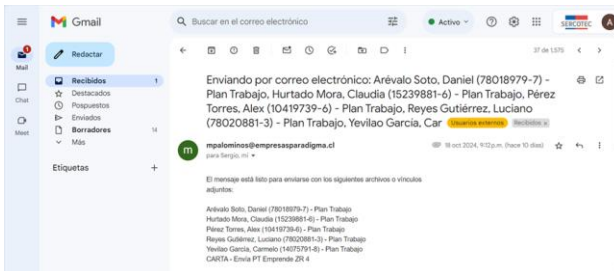 Gmail
Buscar en el correo electrónico
Activo
SERCOTEC
A
Mail
Chat
Meet
Redactar
Recibidos 1
Destacados
Pospuestos
Enviados
Borradores 14
Más
Etiquetas +
37 de 1,575
Enviando por correo electrónico: Arévalo Soto, Daniel (78018979-7) -
Plan Trabajo, Hurtado Mora, Claudia (15239881-6) - Plan Trabajo, Pérez
Torres, Alex (10419739-6) - Plan Trabajo, Reyes Gutiérrez, Luciano
(78020881-3) - Plan Trabajo, Yevilao García, Car Usuarios externos Recibidos x
m
mpalominos@empresasparadigma.cl
18 oct 2024, 9:12 p.m. (hace 10 días)
para Sergio, mí
El mensaje está listo para enviarse con los siguientes archivos o vínculos
adjuntos:
Arévalo Soto, Daniel (78018979-7) - Plan Trabajo
Hurtado Mora, Claudia (15239881-6) - Plan Trabajo
Pérez Torres, Alex (10419739-6) - Plan Trabajo
Reyes Gutiérrez, Luciano (78020881-3) - Plan Trabajo
Yevilao García, Carmelo (14075791-8) - Plan Trabajo
CARTA - Envía PT Emprende ZR 4